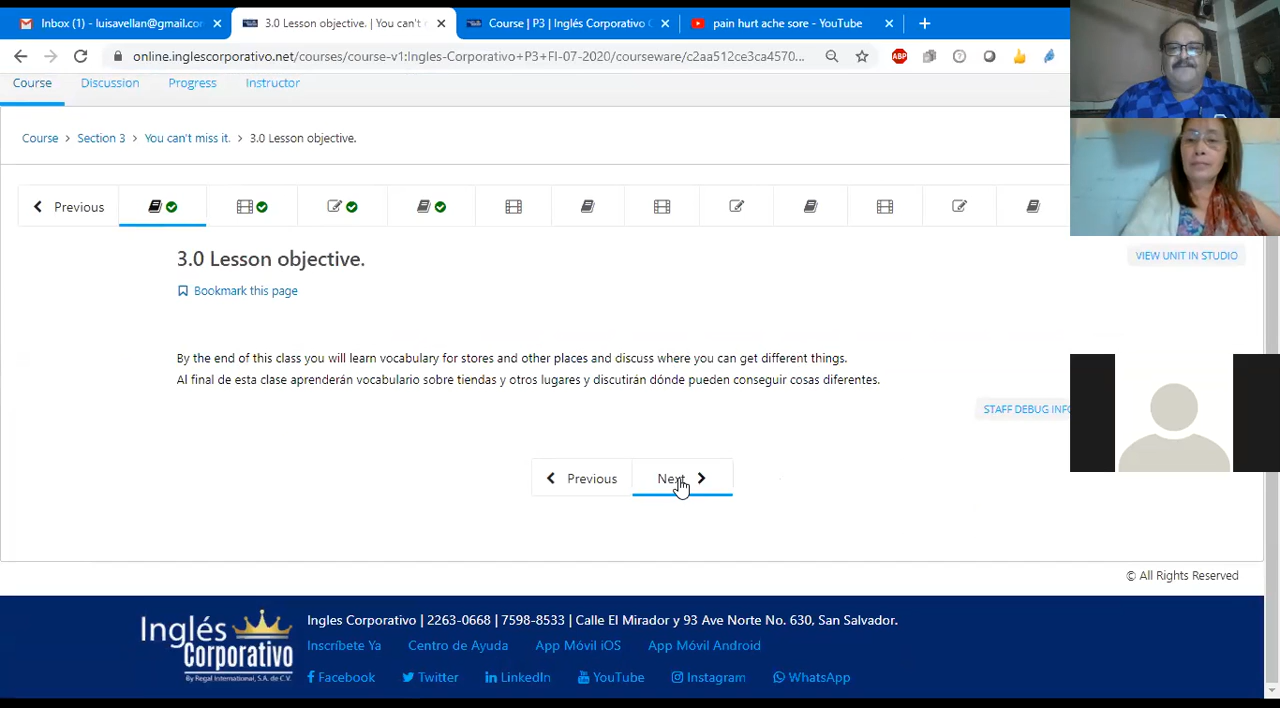 Inbox (1) - luisavellan@gmail.co
3.0 Lesson objective. | You can't
Course | P3 | Inglés Corporativo
pain hurt ache sore - YouTube
online.inglescorporativo.net/courses/course-v1:Ingles-Corporativo+P3+FI-07-2020/courseware/c2aa512ce3ca4570...
ABP
Course Discussion Progress Instructor
Course > Section 3 > You can't miss it. > 3.0 Lesson objective.
Previous
VIEW UNIT IN STUDIO
3.0 Lesson objective.
Bookmark this page
By the end of this class you will learn vocabulary for stores and other places and discuss where you can get different things.
Al final de esta clase aprenderán vocabulario sobre tiendas y otros lugares y discutirán dónde pueden conseguir cosas diferentes.
STAFF DEBUG INFO
Previous Next
© All Rights Reserved
Inglés Corporativo
By Regal International, S.A. de C.V.
Ingles Corporativo | 2263-0668 | 7598-8533 | Calle El Mirador y 93 Ave Norte No. 630, San Salvador.
Inscríbete Ya Centro de Ayuda App Móvil iOS App Móvil Android
Facebook Twitter LinkedIn YouTube Instagram WhatsApp